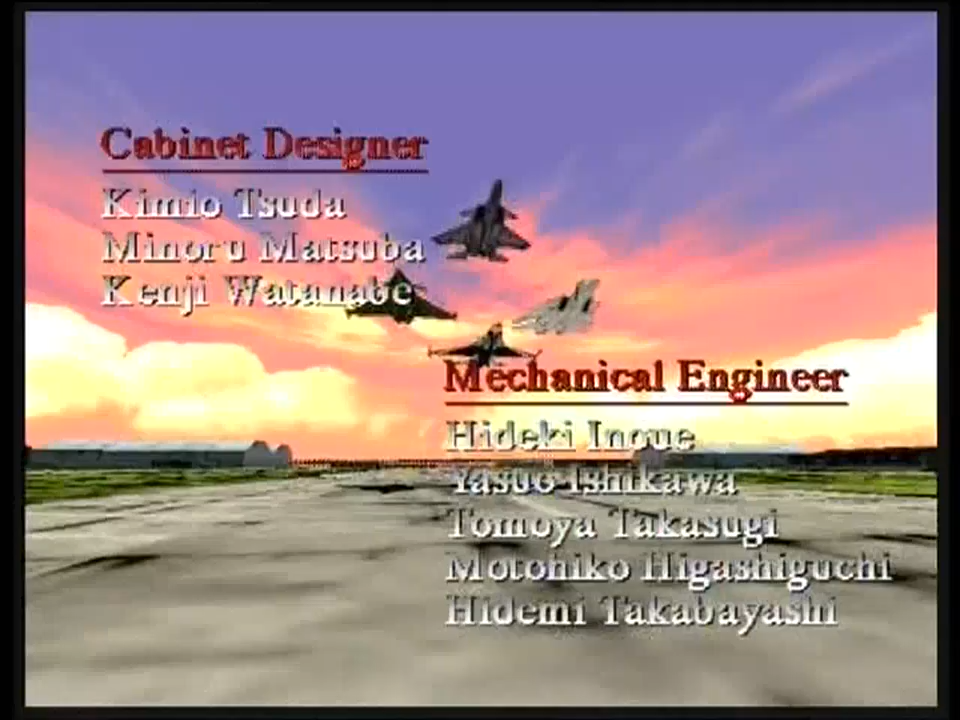 Cabinet Designer
Kimio Tsuda
Minoru Matsuba
Kenji Watanabe
Mechanical Engineer
Hideki Inoue
Yasuo Ishikawa
Tomoya Takasugi
Motohiko Higashiguchi
Hidemi Takabayashi